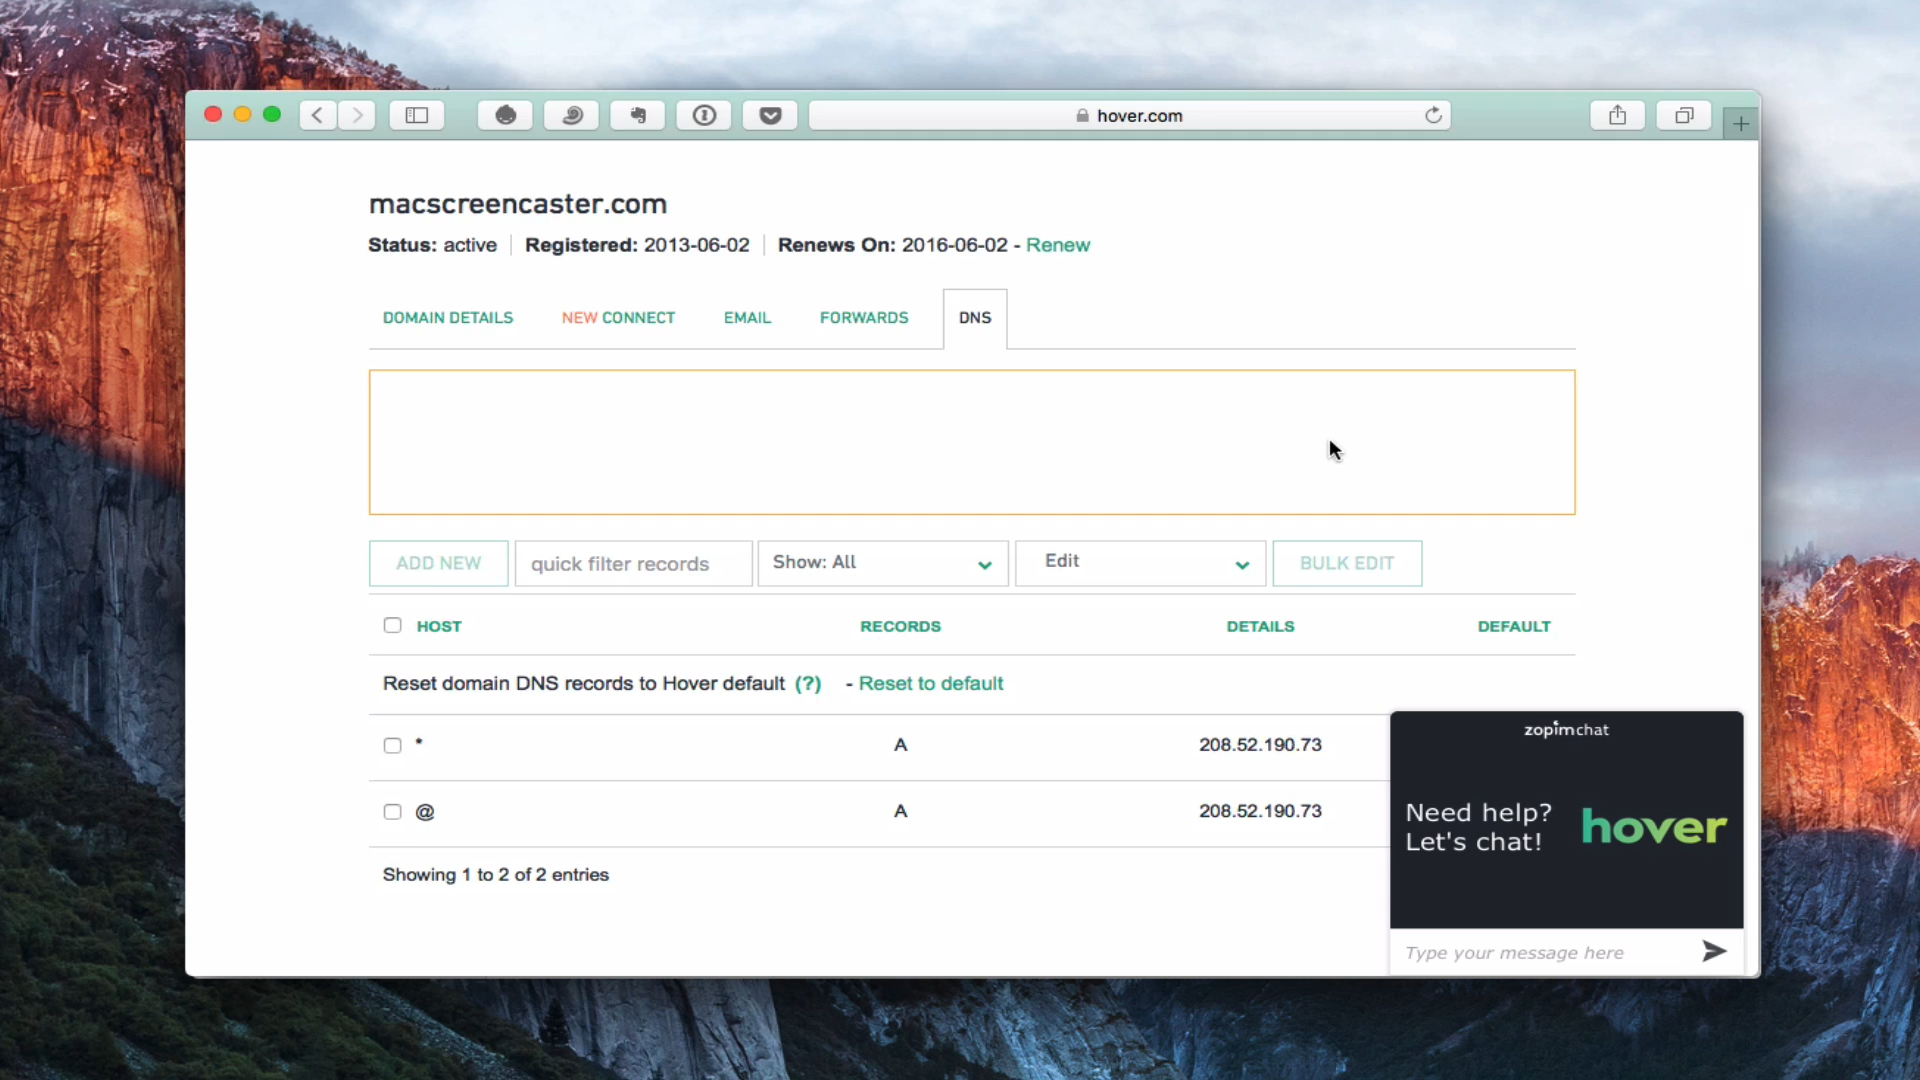 hover.com
macscreencaster.com
Status: active Registered: 2013-06-02 Renews On: 2016-06-02 - Renew
DOMAIN DETAILS NEW CONNECT EMAIL FORWARDS DNS
ADD NEW quick filter records Show: All Edit BULK EDIT
HOST RECORDS DETAILS DEFAULT
Reset domain DNS records to Hover default (?) - Reset to default
* A 208.52.190.73
@ A 208.52.190.73
Showing 1 to 2 of 2 entries
zopimchat
Need help?
Let's chat!
hover
Type your message here